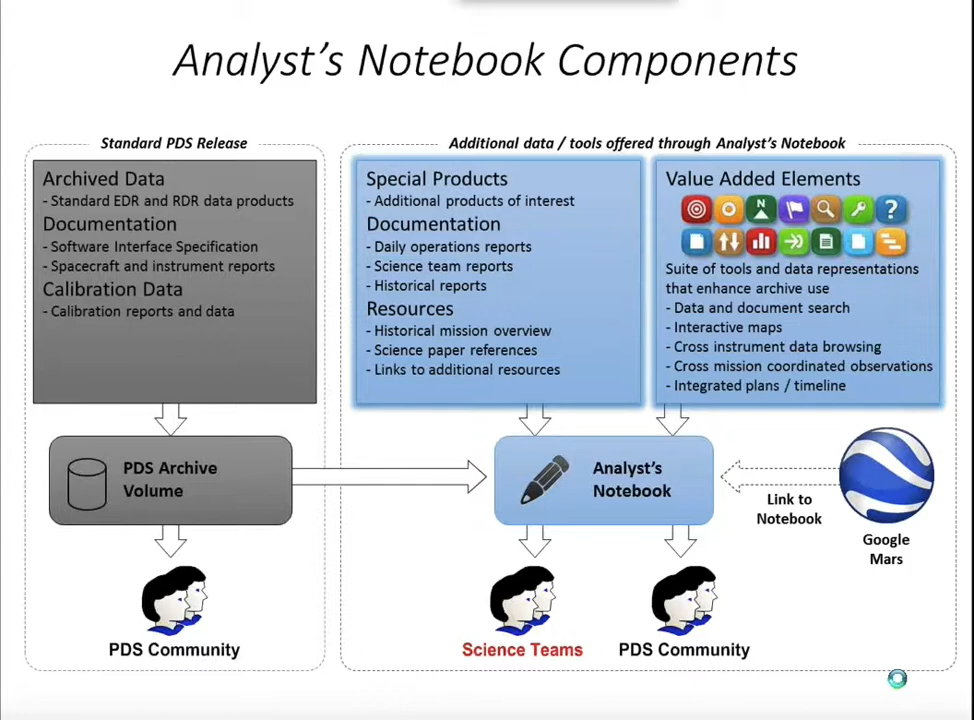 Analyst's Notebook Components
Standard PDS Release
Archived Data
- Standard EDR and RDR data products
Documentation
- Software Interface Specification
- Spacecraft and instrument reports
Calibration Data
- Calibration reports and data
Additional data / tools offered through Analyst's Notebook
Special Products
- Additional products of interest
Documentation
- Daily operations reports
- Science team reports
- Historical reports
Resources
- Historical mission overview
- Science paper references
- Links to additional resources
Value Added Elements
N
?
Suite of tools and data representations
that enhance archive use
- Data and document search
- Interactive maps
- Cross instrument data browsing
- Cross mission coordinated observations
- Integrated plans / timeline
PDS Archive
Volume
Analyst's
Notebook
Link to
Notebook
Google
Mars
PDS Community
Science Teams
PDS Community